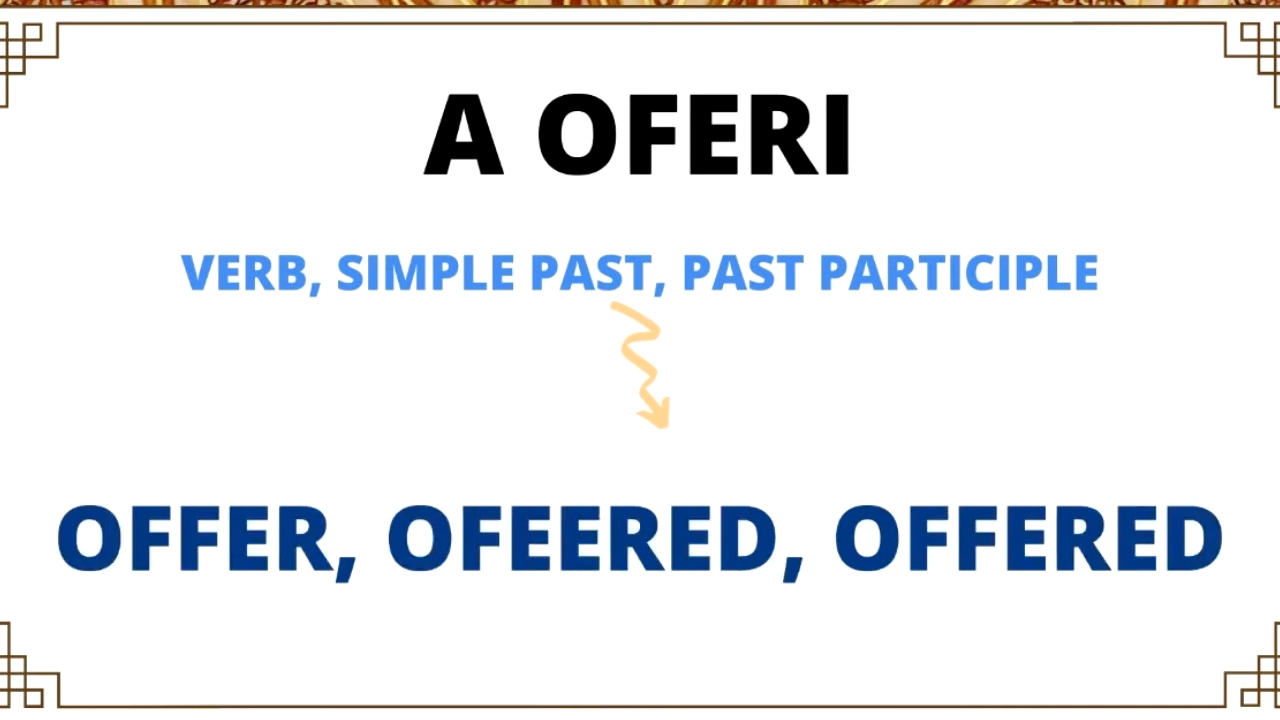 A OFERI
VERB, SIMPLE PAST, PAST PARTICIPLE
OFFER, OFEERED, OFFERED